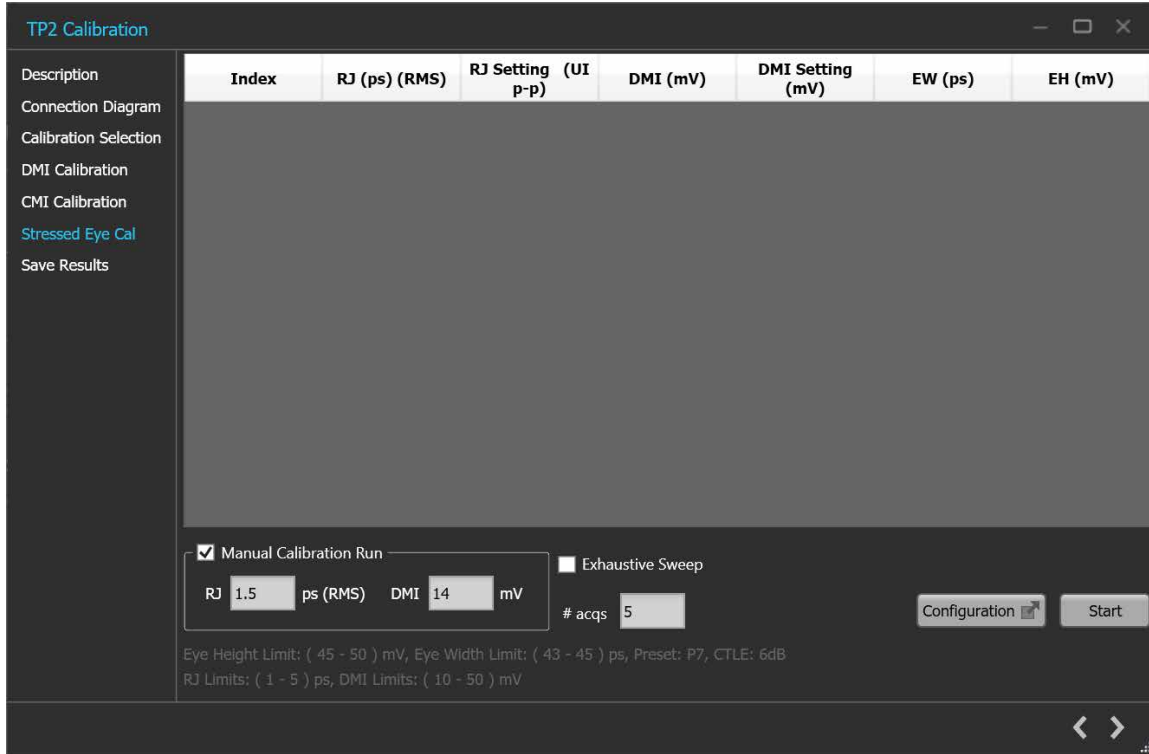 TP2 Calibration
Description
Connection Diagram
Calibration Selection
DMI Calibration
CMI Calibration
Stressed Eye Cal
Save Results
Index
RJ (ps) (RMS)
RJ Setting (UI
p-p)
DMI (mV)
DMI Setting
(mV)
EW (ps)
EH (mV)
Manual Calibration Run
RJ 1.5 ps (RMS) DMI 14 mV
Exhaustive Sweep
# acqs 5
Configuration
Start
Eye Height Limit: ( 45 - 50 ) mV, Eye Width Limit: ( 43 - 45 ) ps, Preset: P7, CTLE: 6dB
RJ Limits: ( 1 - 5 ) ps, DMI Limits: ( 10 - 50 ) mV